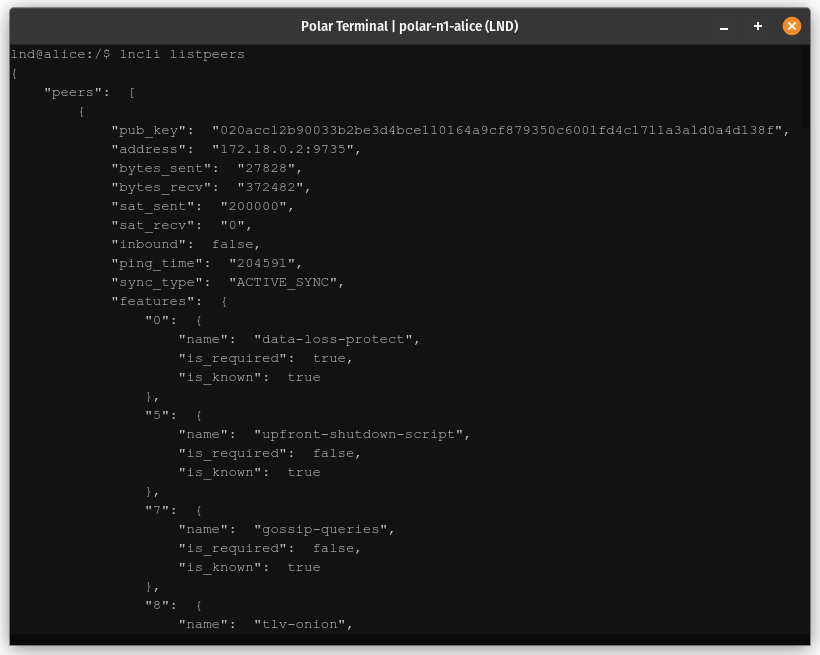 Polar Terminal | polar-n1-alice (LND)
lnd@alice:/$ lncli listpeers
{
    "peers":  [
        {
            "pub_key":  "020acc12b90033b2be3d4bce110164a9cf879350c6001fd4c1711a3a1d0a4d138f",
            "address":  "172.18.0.2:9735",
            "bytes_sent":  "27828",
            "bytes_recv":  "372482",
            "sat_sent":  "200000",
            "sat_recv":  "0",
            "inbound":  false,
            "ping_time":  "204591",
            "sync_type":  "ACTIVE_SYNC",
            "features":  {
                "0":  {
                    "name":  "data-loss-protect",
                    "is_required":  true,
                    "is_known":  true
                },
                "5":  {
                    "name":  "upfront-shutdown-script",
                    "is_required":  false,
                    "is_known":  true
                },
                "7":  {
                    "name":  "gossip-queries",
                    "is_required":  false,
                    "is_known":  true
                },
                "8":  {
                    "name":  "tlv-onion",